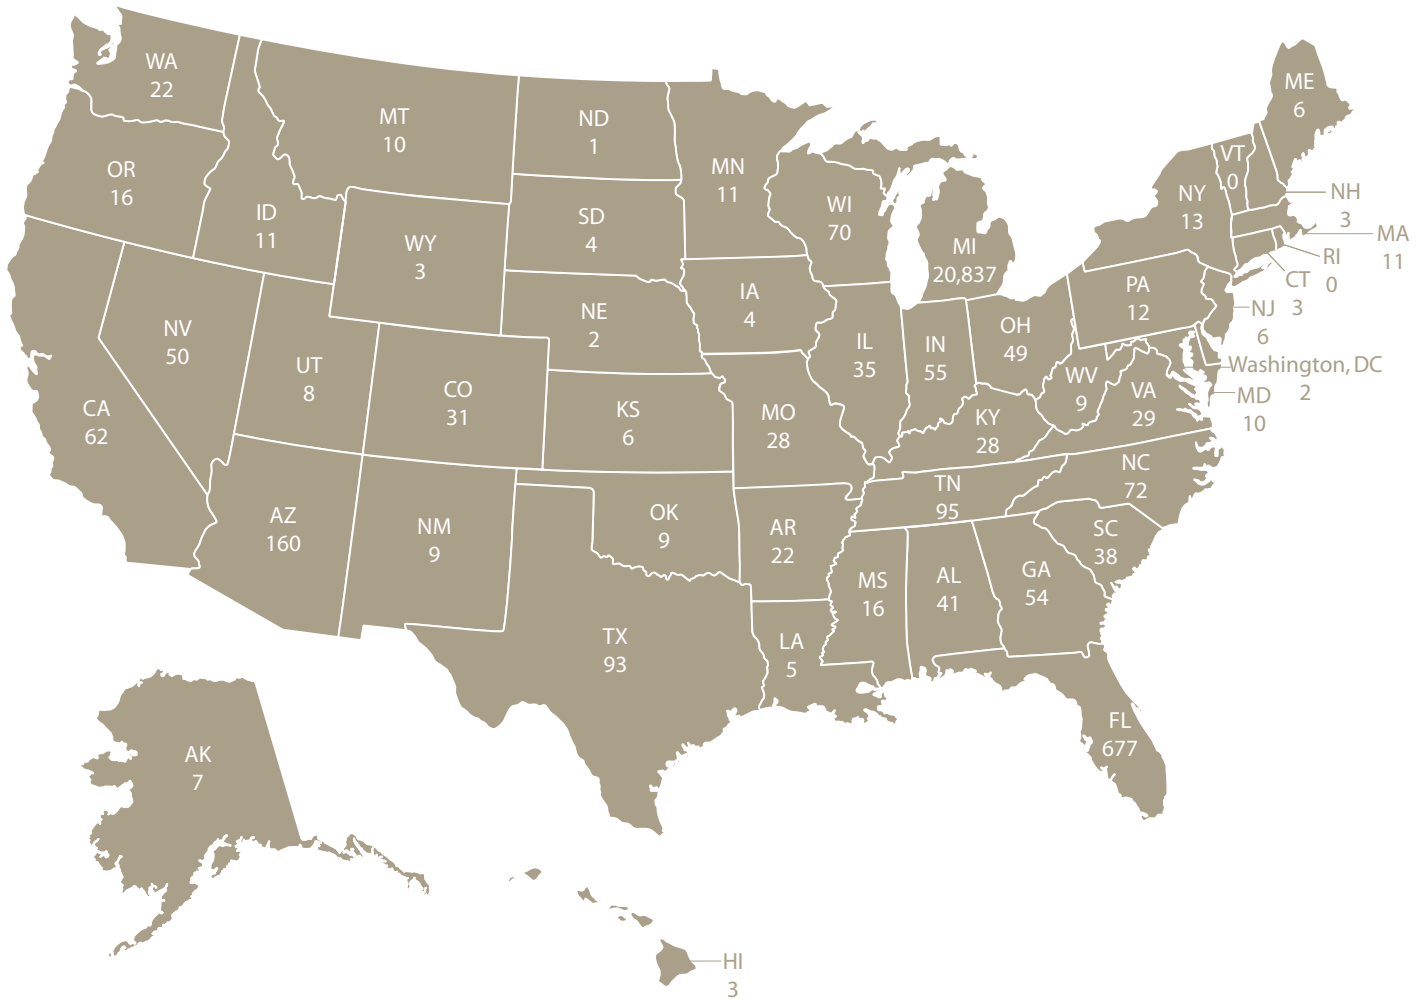 WA
22
OR
16
CA
62
NV
50
ID
11
MT
10
WY
3
UT
8
AZ
160
CO
31
NM
9
ND
1
SD
4
NE
2
KS
6
OK
9
TX
93
MN
11
IA
4
MO
28
AR
22
LA
5
WI
70
IL
35
MI
20,837
IN
55
OH
49
KY
28
TN
95
MS
16
AL
41
GA
54
FL
677
SC
38
NC
72
VA
29
WV
9
PA
12
NY
13
VT
0
ME
6
NH
3
MA
11
RI
0
CT
3
NJ
6
Washington, DC
2
MD
10
AK
7
HI
3